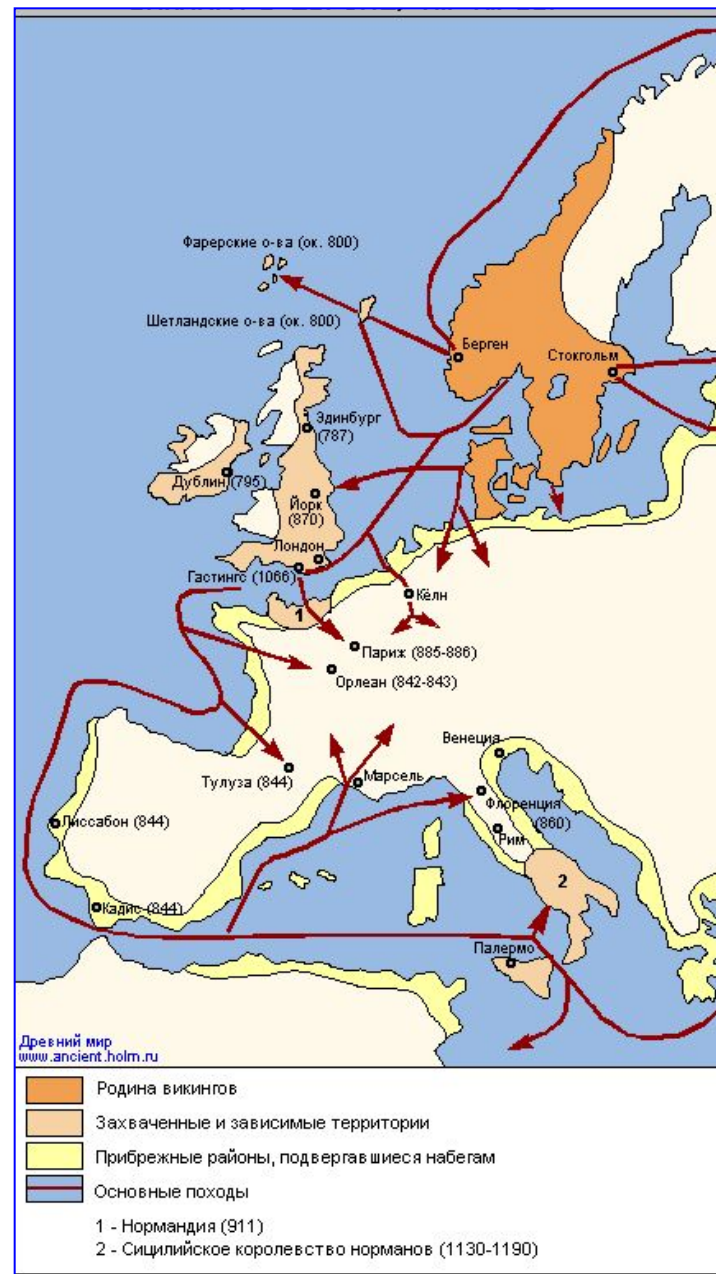 Фарерские о-ва (ок. 800)
Шетландские о-ва (ок. 800)
Берген
Стокгольм
Эдинбург
(787)
Дублин (795)
Йорк
(870)
Лондон
Гастингс (1066)
Кёлн
1
Париж (885-886)
Орлеан (842-843)
Венеция
Тулуза (844)
Марсель
Флоренция
(860)
Лиссабон (844)
Рим
2
Кадис (844)
Палермо
Древний мир
www.ancient.holm.ru
Родина викингов
Захваченные и зависимые территории
Прибрежные районы, подвергавшиеся набегам
Основные походы
1 - Нормандия (911)
2 - Сицилийское королевство норманов (1130-1190)